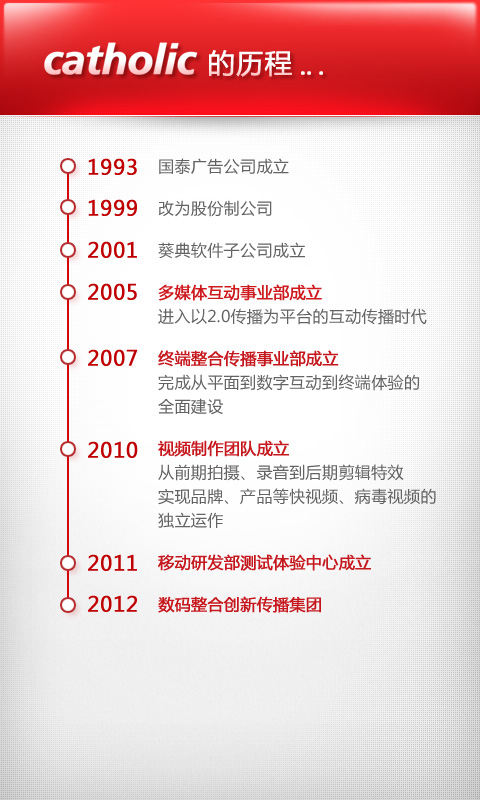 catholic 的历程 ...
1993 国泰广告公司成立
1999 改为股份制公司
2001 葵典软件子公司成立
2005 多媒体互动事业部成立
进入以2.0传播为平台的互动传播时代
2007 终端整合传播事业部成立
完成从平面到数字互动到终端体验的
全面建设
2010 视频制作团队成立
从前期拍摄、录音到后期剪辑特效
实现品牌、产品等快视频、病毒视频的
独立运作
2011 移动研发部测试体验中心成立
2012 数码整合创新传播集团